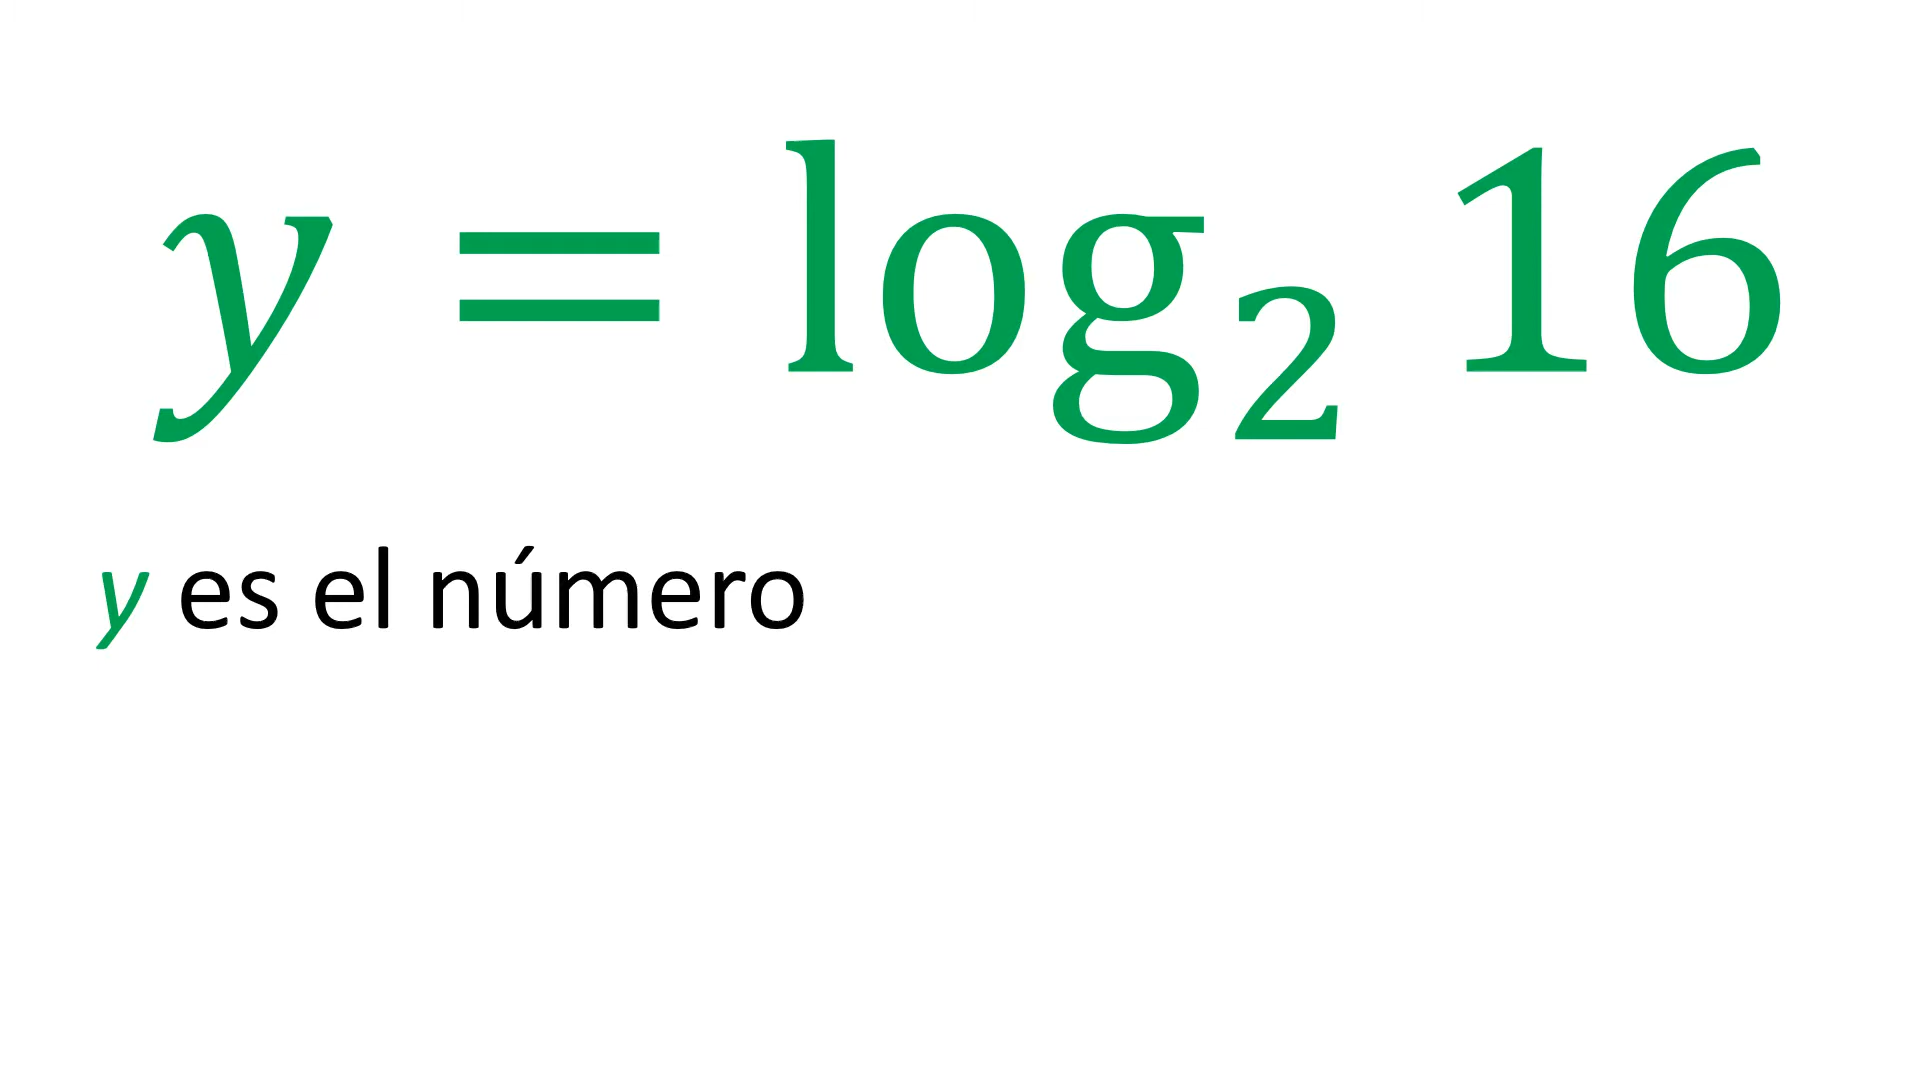 y = log₂ 16
y es el número